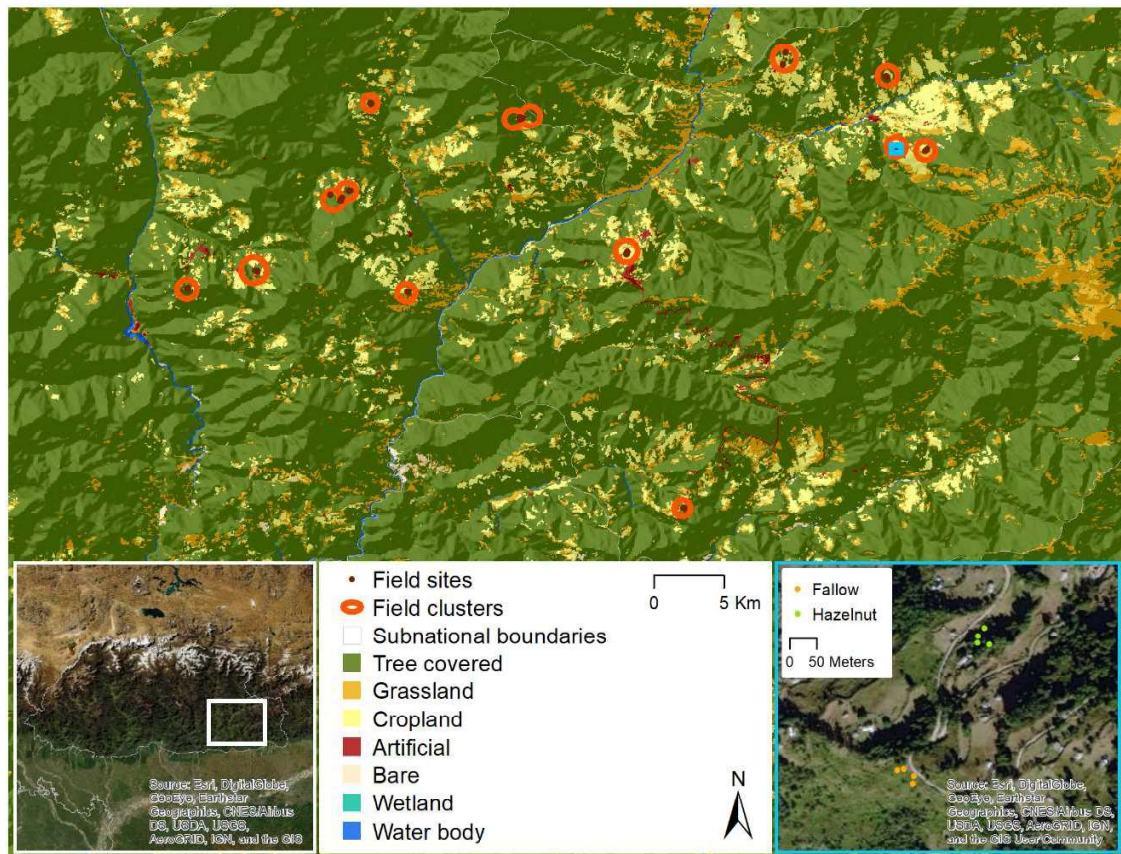 Field sites
Field clusters
Subnational boundaries
Tree covered
Grassland
Cropland
Artificial
Bare
Wetland
Water body
0 5 Km
N
Source: Esri, DigitalGlobe,
GeoEye, Earthstar
Geographics, CNES/Airbus
DS, USDA, USGS,
AeroGRID, IGN, and the GIS
Fallow
Hazelnut
0 50 Meters
Source: Esri, DigitalGlobe,
GeoEye, Earthstar
Geographics, CNES/Airbus DS,
USDA, USGS, AeroGRID, IGN,
and the GIS User Community